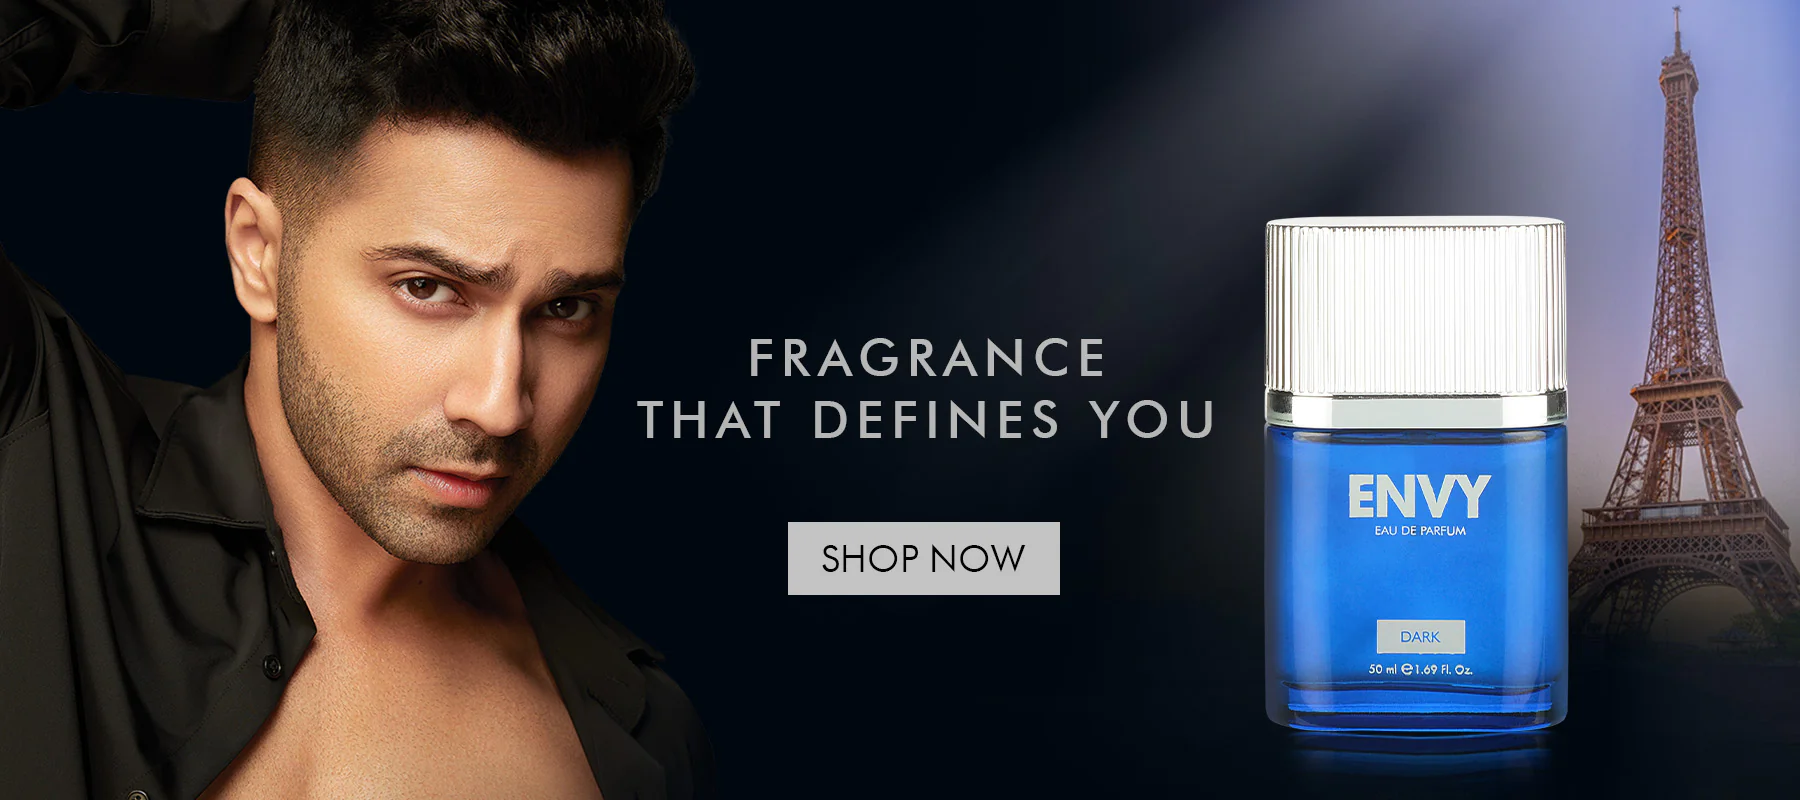 FRAGRANCE
THAT DEFINES YOU
SHOP NOW
ENVY
EAU DE PARFUM
DARK
50 ml ℮ 1.69 Fl. Oz.